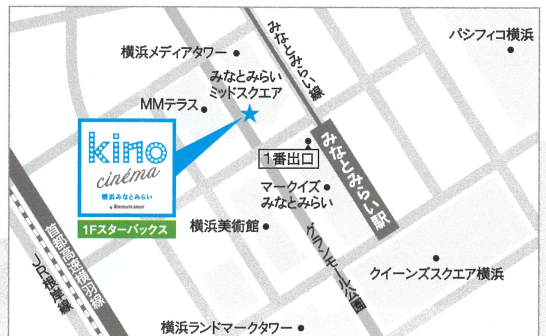 パシフィコ横浜
横浜メディアタワー
みなとみらい線
みなとみらい
ミッドスクエア
MMテラス
kino
cinéma
横浜みなとみらい
1Fスターバックス
1番出口
みなとみらい駅
マークイズ
みなとみらい
横浜美術館
グランモール公園
クイーンズスクエア横浜
首都高速横羽線
JR根岸線
横浜ランドマークタワー